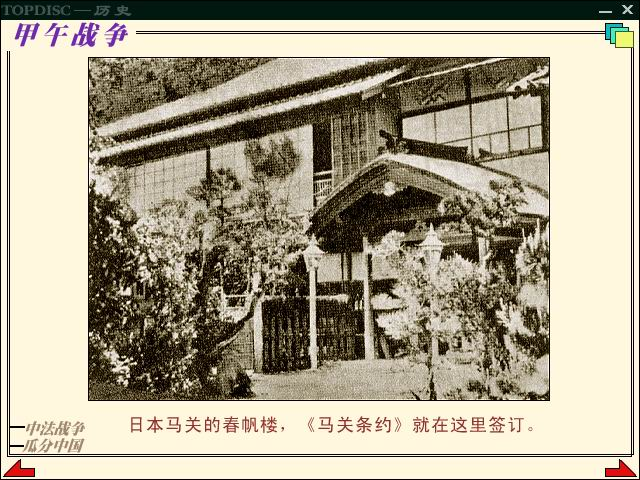 TOPDISC — 历史
甲午战争
日本马关的春帆楼，《马关条约》就在这里签订。
中法战争
瓜分中国